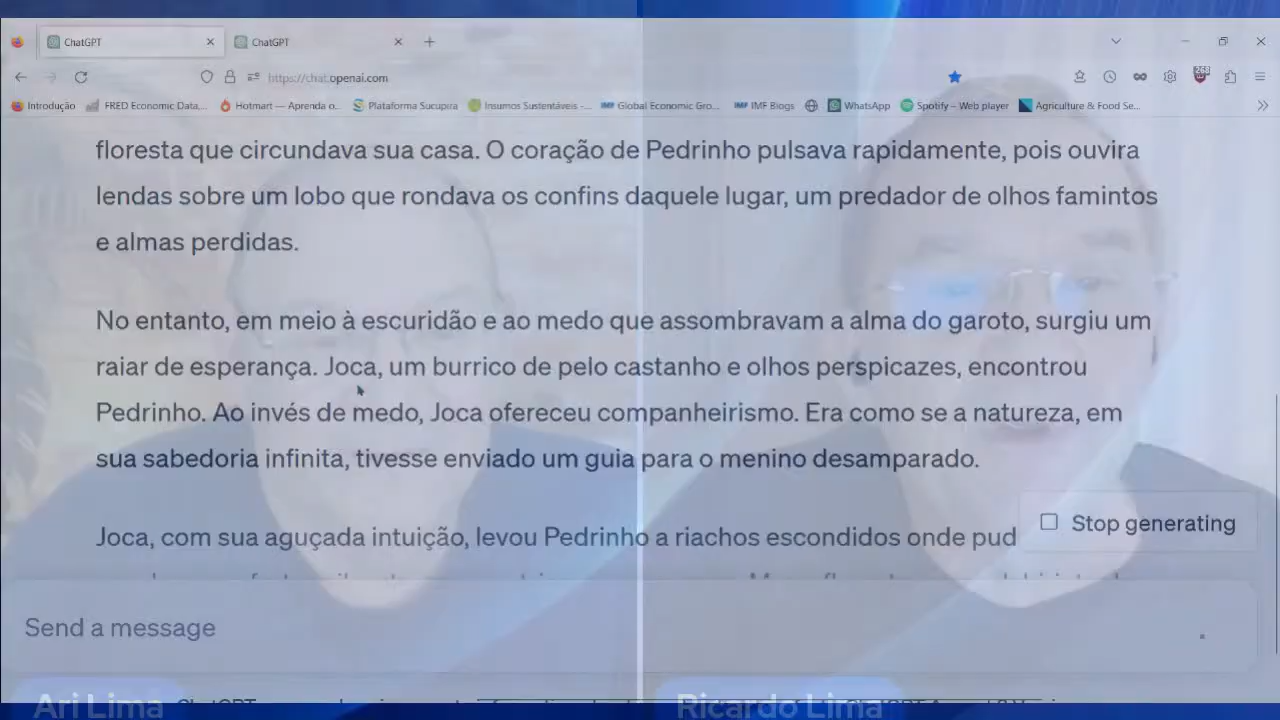 ChatGPT
ChatGPT
https://chat.openai.com
268
Introdução
FRED Economic Data,...
Hotmart — Aprenda o...
Plataforma Sucupira
Insumos Sustentáveis -...
IMF Global Economic Gro...
IMF IMF Blogs
WhatsApp
Spotify – Web player
Agriculture & Food Se...
floresta que circundava sua casa. O coração de Pedrinho pulsava rapidamente, pois ouvira
lendas sobre um lobo que rondava os confins daquele lugar, um predador de olhos famintos
e almas perdidas.
No entanto, em meio à escuridão e ao medo que assombravam a alma do garoto, surgiu um
raiar de esperança. Joca, um burrico de pelo castanho e olhos perspicazes, encontrou
Pedrinho. Ao invés de medo, Joca ofereceu companheirismo. Era como se a natureza, em
sua sabedoria infinita, tivesse enviado um guia para o menino desamparado.
Joca, com sua aguçada intuição, levou Pedrinho a riachos escondidos onde pud
Stop generating
Send a message
Ari Lima
Ricardo Lima